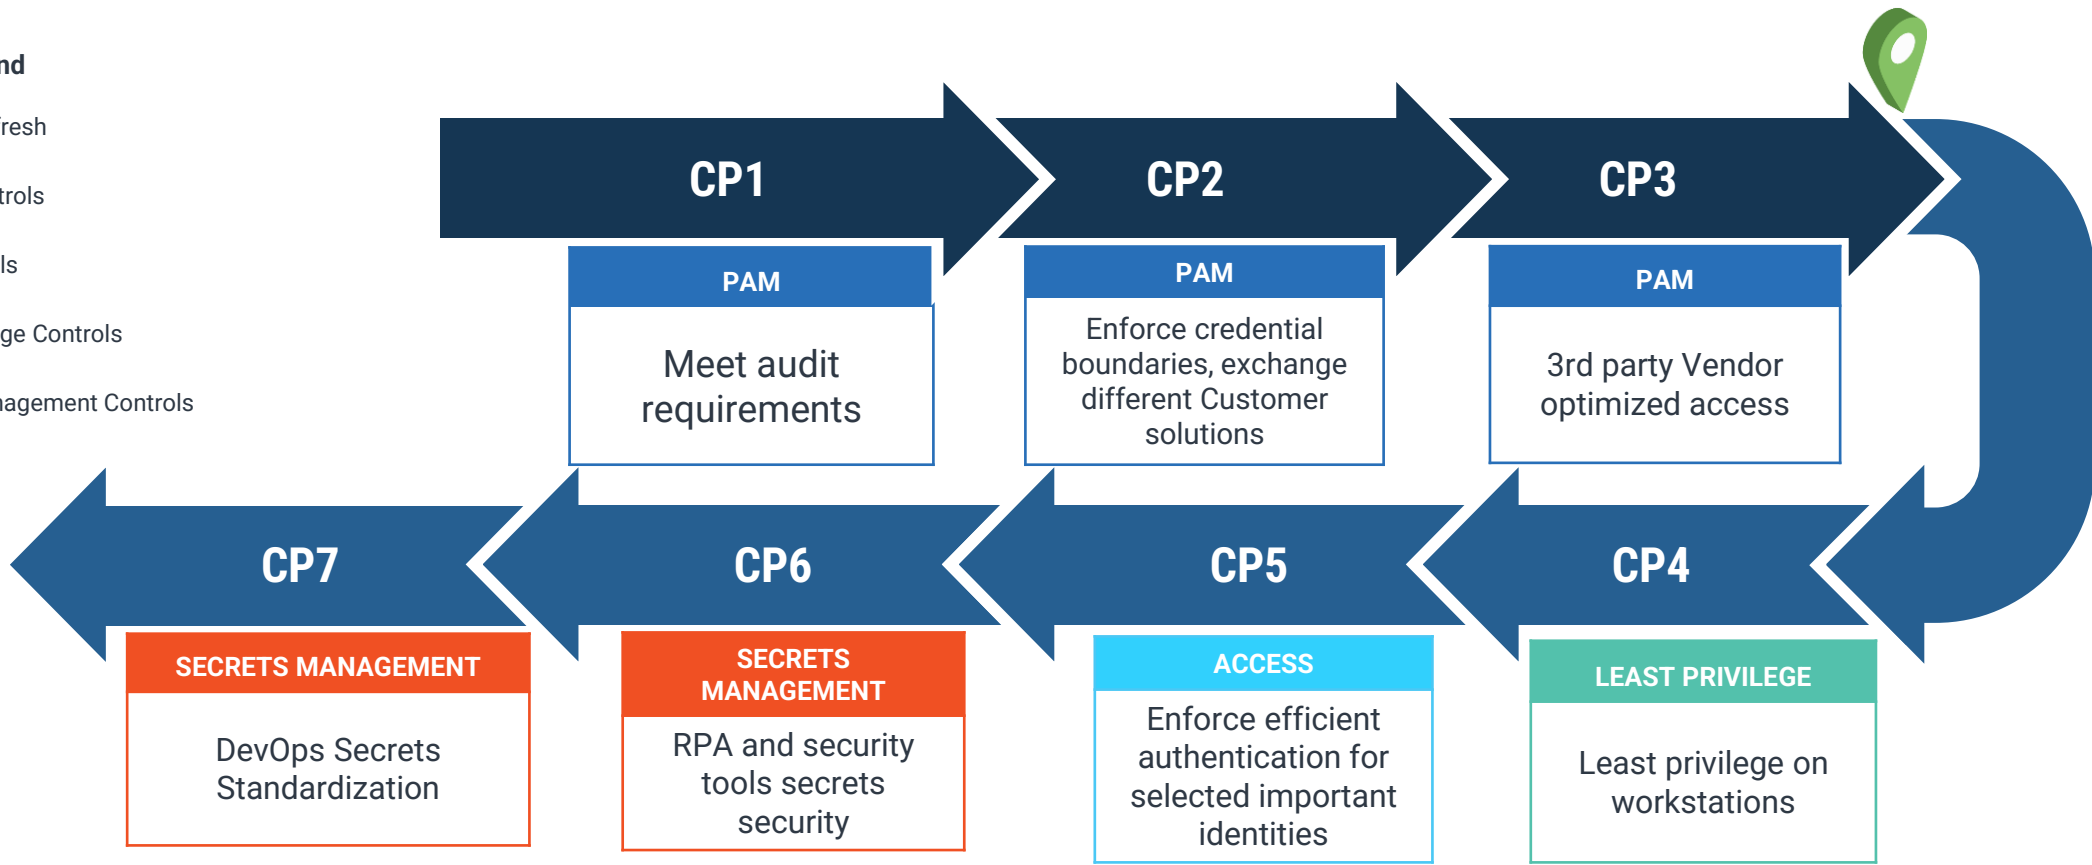 nd
fresh
trols
ls
ge Controls
nagement Controls
CP1
CP2
CP3
PAM
Meet audit
requirements
PAM
Enforce credential
boundaries, exchange
different Customer
solutions
PAM
3rd party Vendor
optimized access
CP7
CP6
CP5
CP4
SECRETS MANAGEMENT
DevOps Secrets
Standardization
SECRETS
MANAGEMENT
RPA and security
tools secrets
security
ACCESS
Enforce efficient
authentication for
selected important
identities
LEAST PRIVILEGE
Least privilege on
workstations